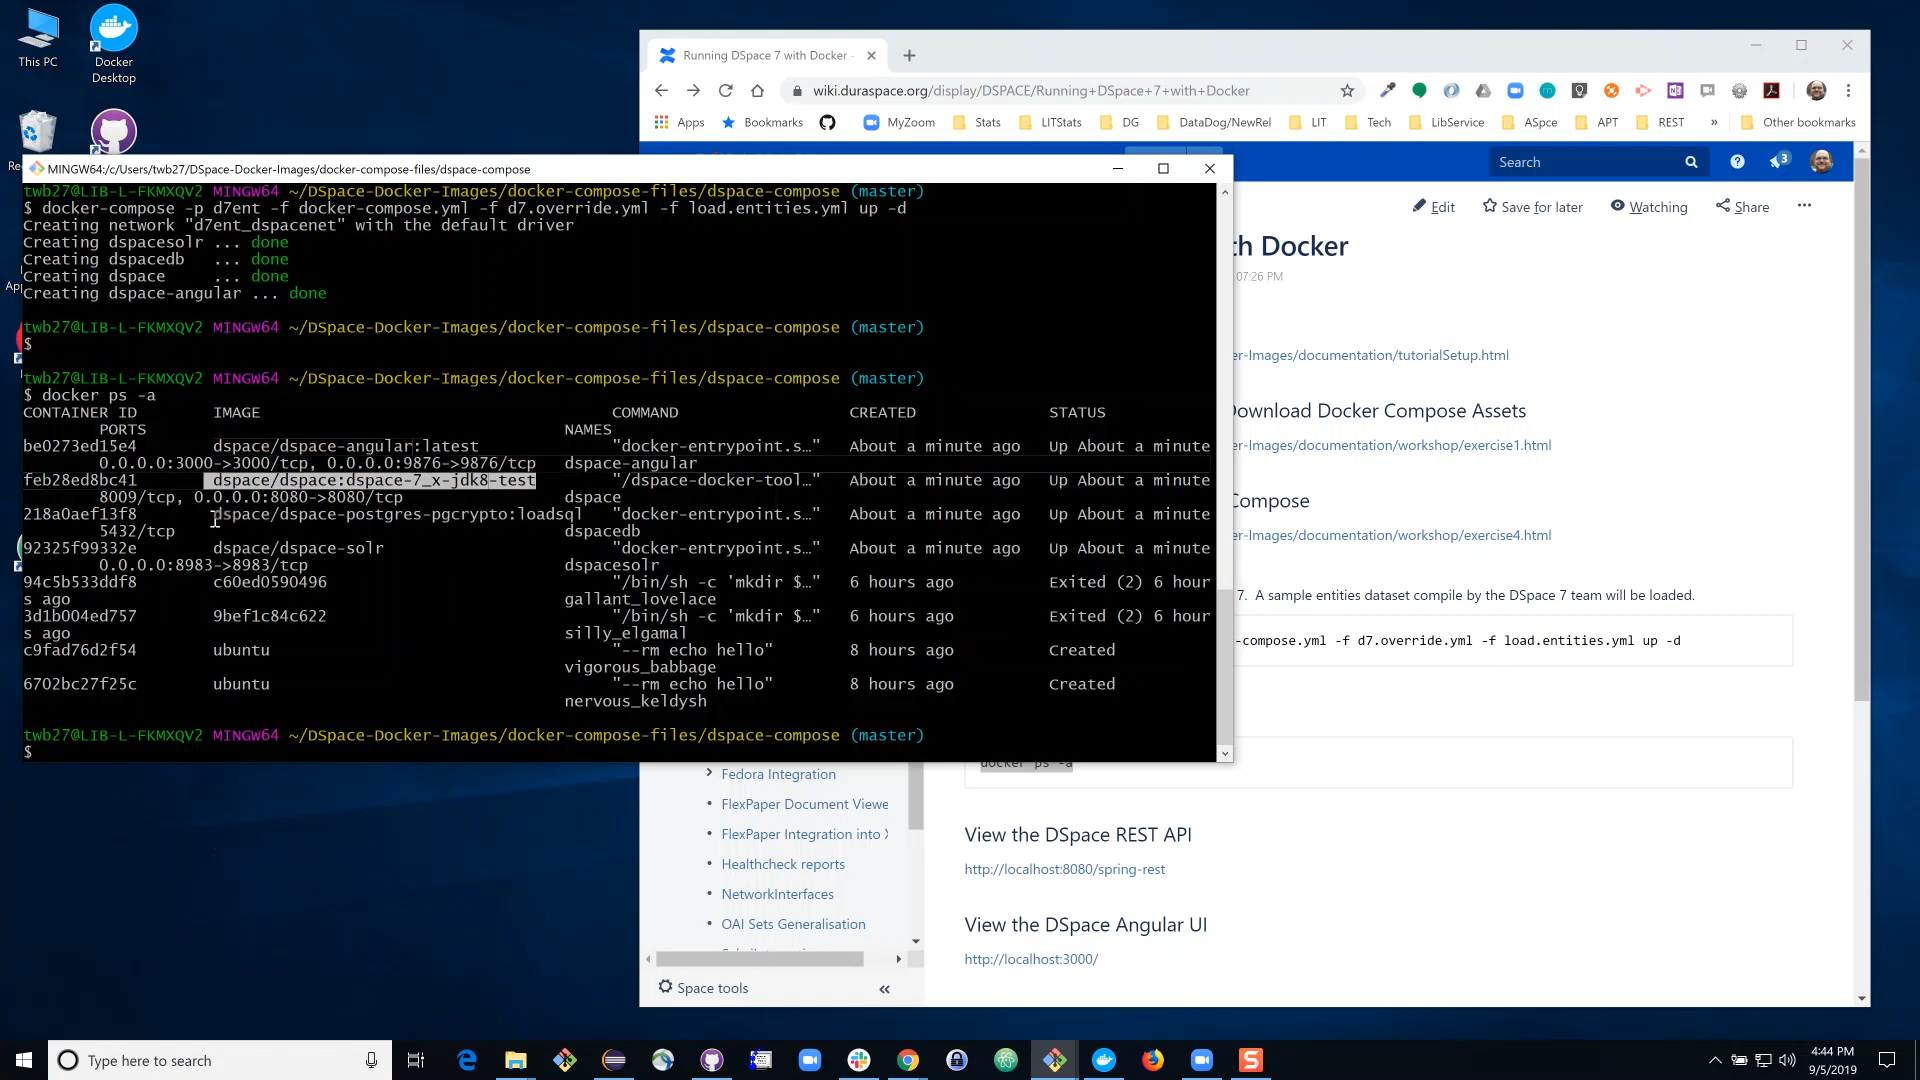 This PC
Docker
Desktop
Running DSpace 7 with Docker -
wiki.duraspace.org/display/DSPACE/Running+DSpace+7+with+Docker
Apps Bookmarks MyZoom Stats LITStats DG DataDog/NewRel LIT Tech LibService ASpce APT REST » Other bookmarks
MINGW64:/c/Users/twb27/DSpace-Docker-Images/docker-compose-files/dspace-compose
Search
3
Edit Save for later Watching Share
th Docker
07:26 PM
er-Images/documentation/tutorialSetup.html
Download Docker Compose Assets
er-Images/documentation/workshop/exercise1.html
Compose
er-Images/documentation/workshop/exercise4.html
7. A sample entities dataset compile by the DSpace 7 team will be loaded.
-compose.yml -f d7.override.yml -f load.entities.yml up -d
twb27@LIB-L-FKMXQV2 MINGW64 ~/DSpace-Docker-Images/docker-compose-files/dspace-compose (master)
$ docker-compose -p d7ent -f docker-compose.yml -f d7.override.yml -f load.entities.yml up -d
Creating network "d7ent_dspacenet" with the default driver
Creating dspacesolr ... done
Creating dspacedb ... done
Creating dspace ... done
Creating dspace-angular ... done
twb27@LIB-L-FKMXQV2 MINGW64 ~/DSpace-Docker-Images/docker-compose-files/dspace-compose (master)
$
twb27@LIB-L-FKMXQV2 MINGW64 ~/DSpace-Docker-Images/docker-compose-files/dspace-compose (master)
$ docker ps -a
CONTAINER ID IMAGE COMMAND CREATED STATUS
PORTS NAMES
be0273ed15e4 dspace/dspace-angular:latest "docker-entrypoint.s…" About a minute ago Up About a minute
0.0.0.0:3000->3000/tcp, 0.0.0.0:9876->9876/tcp dspace-angular
feb28ed8bc41 dspace/dspace:dspace-7_x-jdk8-test "/dspace-docker-tool…" About a minute ago Up About a minute
8009/tcp, 0.0.0.0:8080->8080/tcp dspace
218a0aef13f8 dspace/dspace-postgres-pgcrypto:loadsql "docker-entrypoint.s…" About a minute ago Up About a minute
5432/tcp dspacedb
92325f99332e dspace/dspace-solr "docker-entrypoint.s…" About a minute ago Up About a minute
0.0.0.0:8983->8983/tcp dspacesolr
94c5b533ddf8 c60ed0590496 "/bin/sh -c 'mkdir $…" 6 hours ago Exited (2) 6 hour
s ago gallant_lovelace
3d1b004ed757 9bef1c84c622 "/bin/sh -c 'mkdir $…" 6 hours ago Exited (2) 6 hour
s ago silly_elgamal
c9fad76d2f54 ubuntu "--rm echo hello" 8 hours ago Created
vigorous_babbage
6702bc27f25c ubuntu "--rm echo hello" 8 hours ago Created
nervous_keldysh
twb27@LIB-L-FKMXQV2 MINGW64 ~/DSpace-Docker-Images/docker-compose-files/dspace-compose (master)
$
docker ps -a
Fedora Integration
FlexPaper Document Viewe
FlexPaper Integration into X
Healthcheck reports
NetworkInterfaces
OAI Sets Generalisation
Space tools
View the DSpace REST API
http://localhost:8080/spring-rest
View the DSpace Angular UI
http://localhost:3000/
Type here to search
4:44 PM
9/5/2019